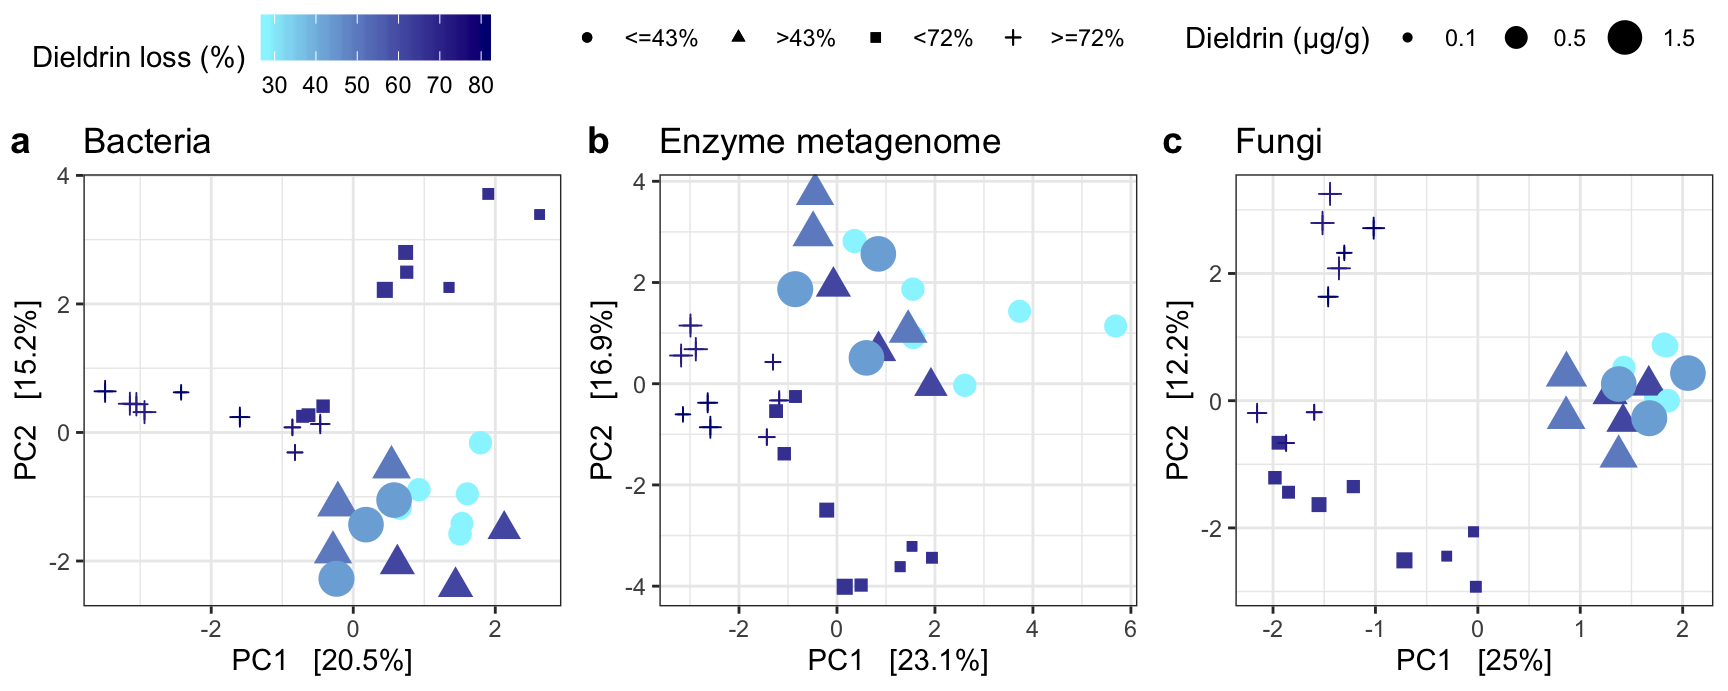 Dieldrin loss (%)
30 40 50 60 70 80
<=43% >43% <72% >=72%
Dieldrin (µg/g) 0.1 0.5 1.5
a Bacteria
4
2
0
-2
-2 0 2
PC1 [20.5%]
PC2 [15.2%]
b Enzyme metagenome
4
2
0
-2
-4
-2 0 2 4 6
PC1 [23.1%]
PC2 [16.9%]
c Fungi
2
0
-2
-2 -1 0 1 2
PC1 [25%]
PC2 [12.2%]